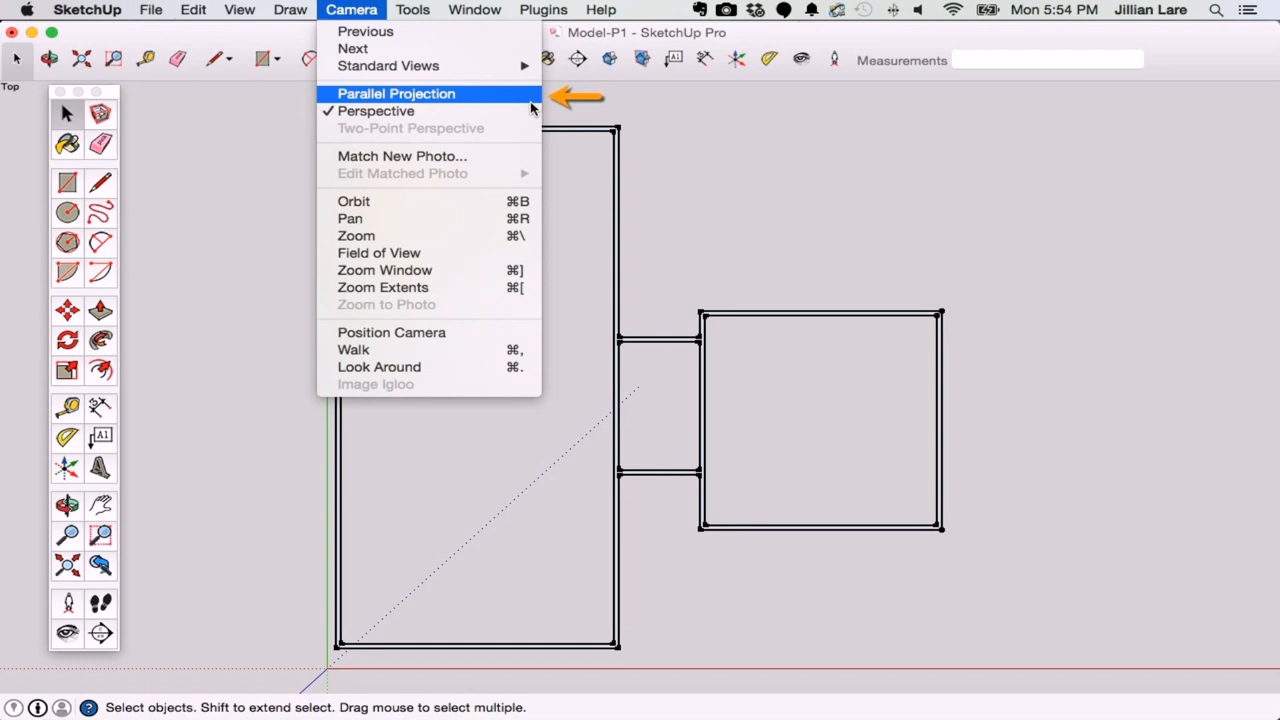 SketchUp File Edit View Draw Camera Tools Window Plugins Help Mon 5:54 PM Jillian Lare
Model-P1 - SketchUp Pro
Measurements
Top
Previous
Next
Standard Views
Parallel Projection
✓ Perspective
Two-Point Perspective
Match New Photo...
Edit Matched Photo
Orbit ⌘B
Pan ⌘R
Zoom ⌘\
Field of View
Zoom Window ⌘]
Zoom Extents ⌘[
Zoom to Photo
Position Camera
Walk ⌘,
Look Around ⌘.
Image Igloo
A1
Select objects. Shift to extend select. Drag mouse to select multiple.